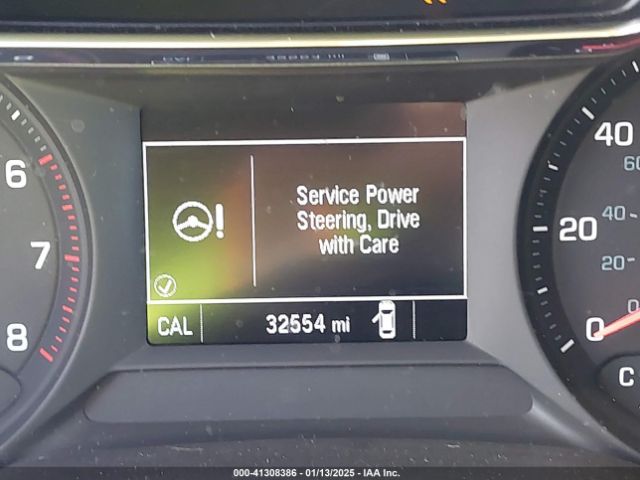 6
7
8
Service Power
Steering, Drive
with Care
CAL
32554 mi
40
60
20
40
20
0
0
C
000-41308386 - 01/13/2025 - IAA Inc.